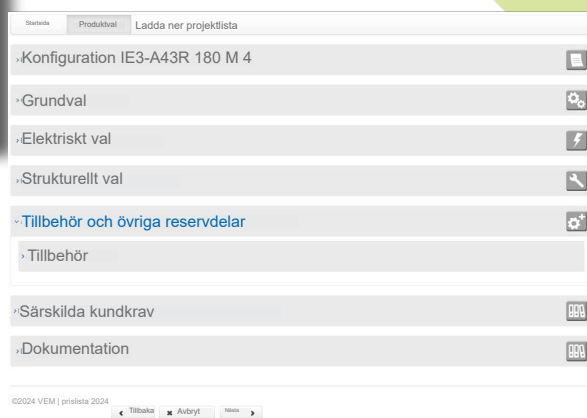 Startsida Produktval Ladda ner projektlista
Konfiguration IE3-A43R 180 M 4
Grundval
Elektriskt val
Strukturellt val
Tillbehör och övriga reservdelar
Tillbehör
Särskilda kundkrav
Dokumentation
©2024 VEM | prislista 2024
Tillbaka Avbryt Nästa